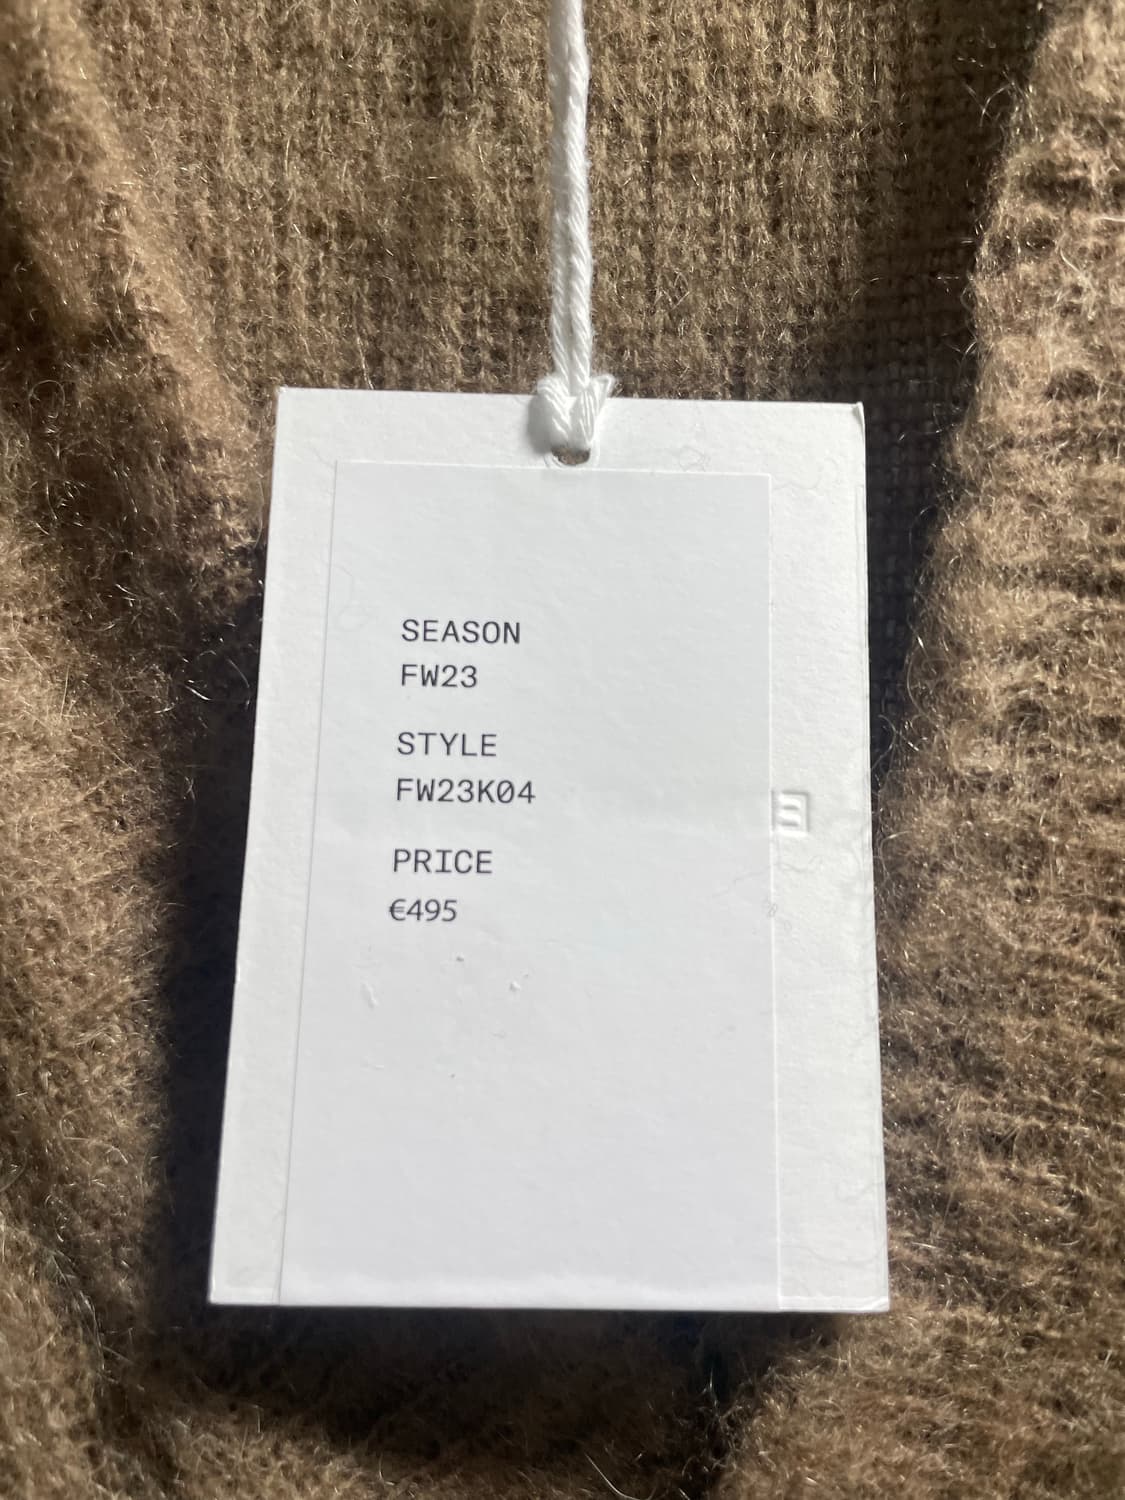 SEASON
FW23
STYLE
FW23K04
PRICE
€495